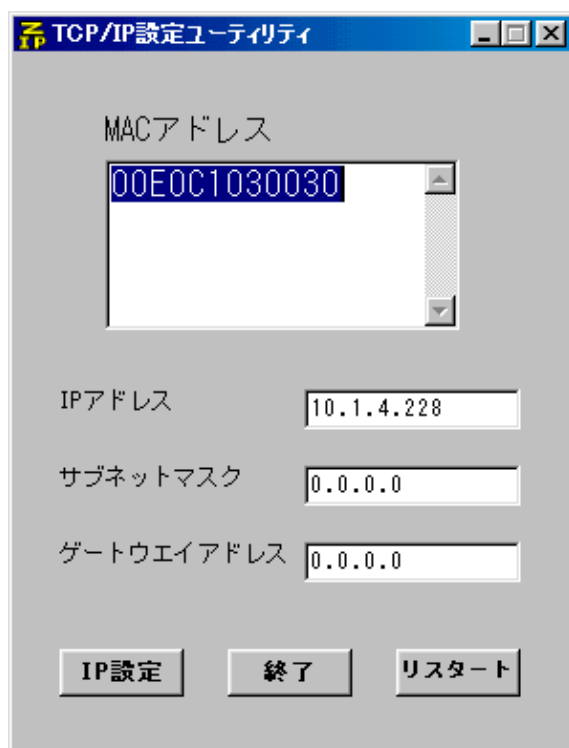 Z IP TCP/IP設定ユーティリティ
MACアドレス
00E0C1030030
IPアドレス 10.1.4.228
サブネットマスク 0.0.0.0
ゲートウエイアドレス 0.0.0.0
IP設定 終了 リスタート